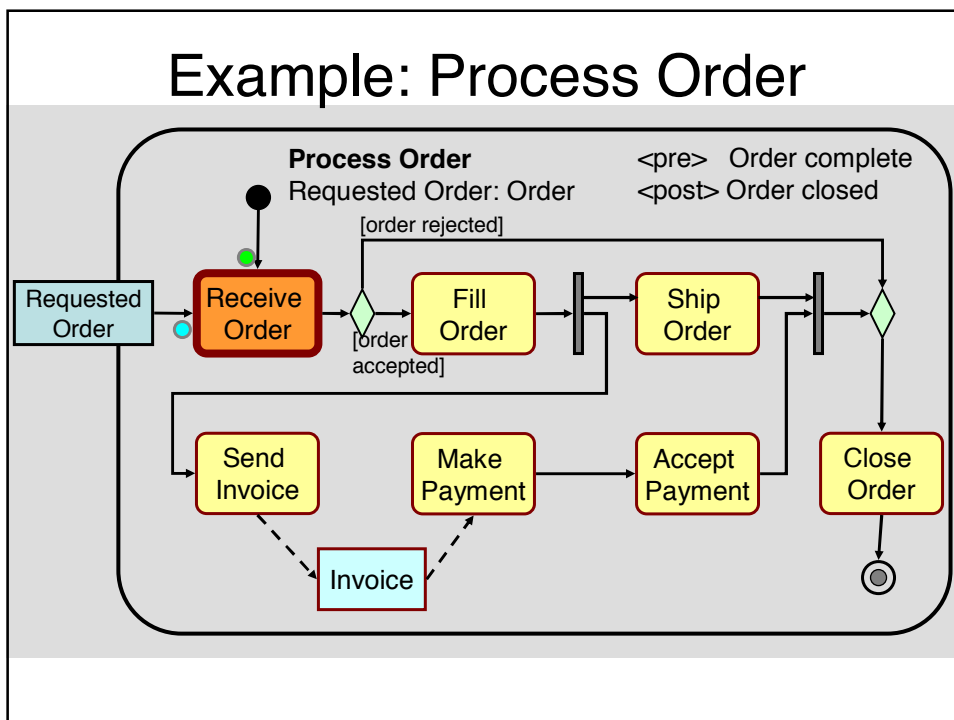 Example: Process Order
Process Order
Requested Order: Order
<pre> Order complete
<post> Order closed
[order rejected]
Requested
Order
Receive
Order
[order
accepted]
Fill
Order
Ship
Order
Send
Invoice
Make
Payment
Accept
Payment
Close
Order
Invoice